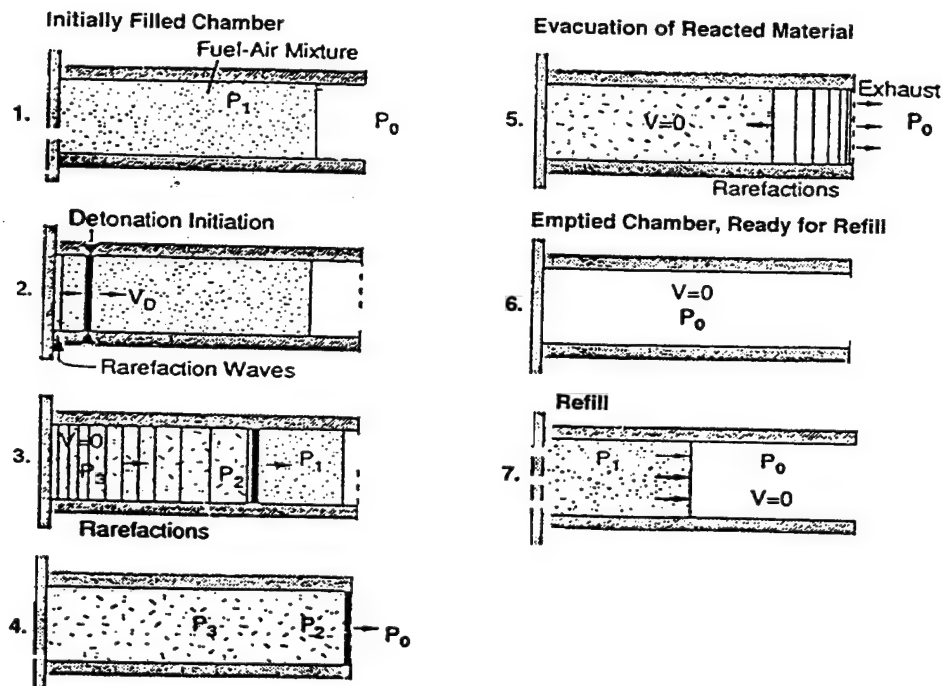 Initially Filled Chamber
Fuel-Air Mixture
1.
P1
P0
Detonation Initiation
2.
VD
Rarefaction Waves
3.
V=0
P3
P2
P1
Rarefactions
4.
P3
P2
P0
Evacuation of Reacted Material
5.
V=0
Exhaust
P0
Rarefactions
Emptied Chamber, Ready for Refill
6.
V=0
P0
Refill
7.
P1
P0
V=0